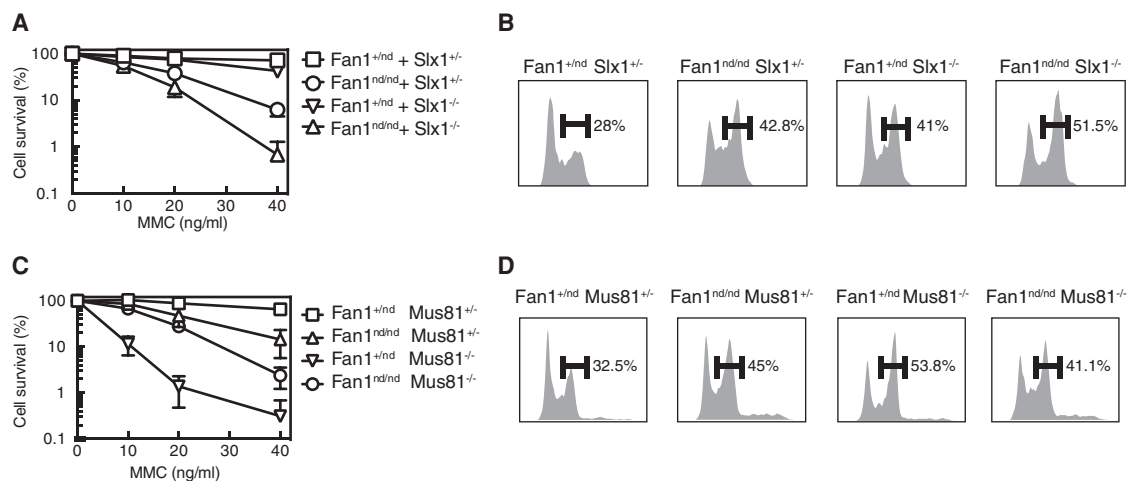 A
Cell survival (%)
100
10
1
0.1
0 10 20 30 40
MMC (ng/ml)
Fan1+/nd + Slx1+/-
Fan1nd/nd+ Slx1+/-
Fan1+/nd + Slx1-/-
Fan1nd/nd+ Slx1-/-
B
Fan1+/nd Slx1+/- Fan1nd/nd Slx1+/- Fan1+/nd Slx1-/- Fan1nd/nd Slx1-/-
28% 42.8% 41% 51.5%
C
Cell survival (%)
100
10
1
0.1
0 10 20 30 40
MMC (ng/ml)
Fan1+/nd Mus81+/-
Fan1nd/nd Mus81+/-
Fan1+/nd Mus81-/-
Fan1nd/nd Mus81-/-
D
Fan1+/nd Mus81+/- Fan1nd/nd Mus81+/- Fan1+/nd Mus81-/- Fan1nd/nd Mus81-/-
32.5% 45% 53.8% 41.1%